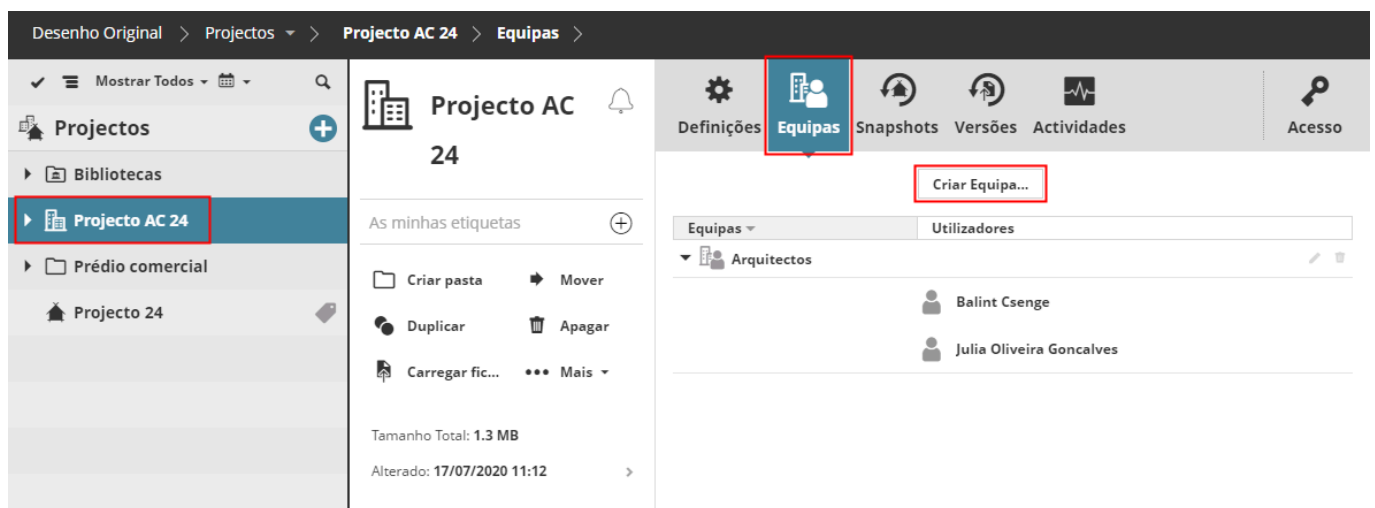 Desenho Original > Projectos > Projecto AC 24 > Equipas >
Mostrar Todos
Projectos
Bibliotecas
Projecto AC 24
Prédio comercial
Projecto 24
Projecto AC
24
As minhas etiquetas
Criar pasta
Mover
Duplicar
Apagar
Carregar fic...
Mais
Tamanho Total: 1.3 MB
Alterado: 17/07/2020 11:12
Definições
Equipas
Snapshots
Versões
Actividades
Acesso
Criar Equipa...
Equipas
Utilizadores
Arquitectos
Balint Csenge
Julia Oliveira Goncalves